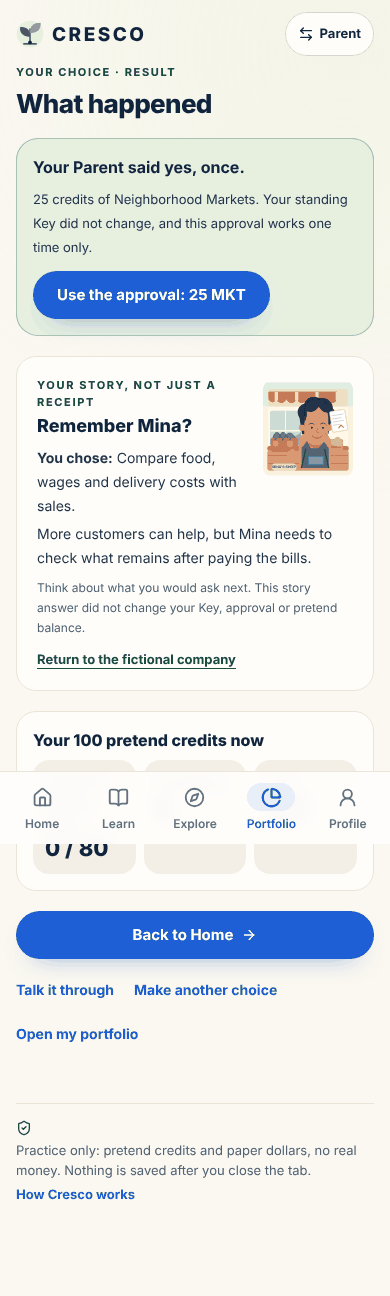 CRESCO
Parent
YOUR CHOICE · RESULT
What happened
Your Parent said yes, once.
25 credits of Neighborhood Markets. Your standing
Key did not change, and this approval works one
time only.
Use the approval: 25 MKT
YOUR STORY, NOT JUST A
RECEIPT
Remember Mina?
You chose: Compare food,
wages and delivery costs with
sales.
More customers can help, but Mina needs to
check what remains after paying the bills.
Think about what you would ask next. This story
answer did not change your Key, approval or pretend
balance.
Return to the fictional company
Your 100 pretend credits now
Home
Learn
Explore
Portfolio
Profile
0 / 80
Back to Home
Talk it through
Make another choice
Open my portfolio
Practice only: pretend credits and paper dollars, no real
money. Nothing is saved after you close the tab.
How Cresco works